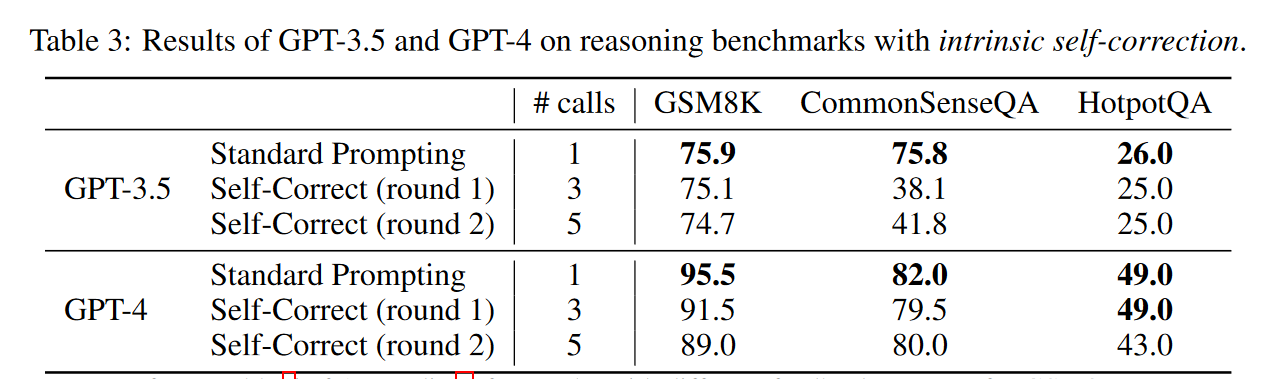 Table 3: Results of GPT-3.5 and GPT-4 on reasoning benchmarks with intrinsic self-correction.
# calls GSM8K CommonSenseQA HotpotQA
Standard Prompting 1 75.9 75.8 26.0
GPT-3.5 Self-Correct (round 1) 3 75.1 38.1 25.0
Self-Correct (round 2) 5 74.7 41.8 25.0
Standard Prompting 1 95.5 82.0 49.0
GPT-4 Self-Correct (round 1) 3 91.5 79.5 49.0
Self-Correct (round 2) 5 89.0 80.0 43.0